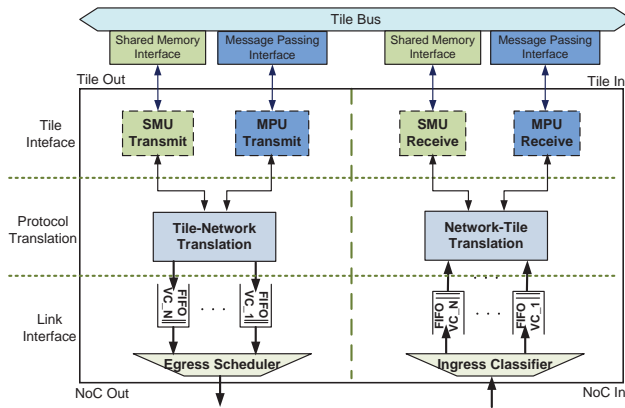 Tile Bus
Shared Memory
Interface
Message Passing
Interface
Shared Memory
Interface
Message Passing
Interface
Tile Out
Tile In
Tile
Inteface
SMU
Transmit
MPU
Transmit
SMU
Receive
MPU
Receive
Protocol
Translation
Tile-Network
Translation
Network-Tile
Translation
Link
Interface
FIFO
VC_N
. . .
FIFO
VC_1
FIFO
VC_N
. . .
FIFO
VC_1
. . .
Egress Scheduler
Ingress Classifier
NoC Out
NoC In